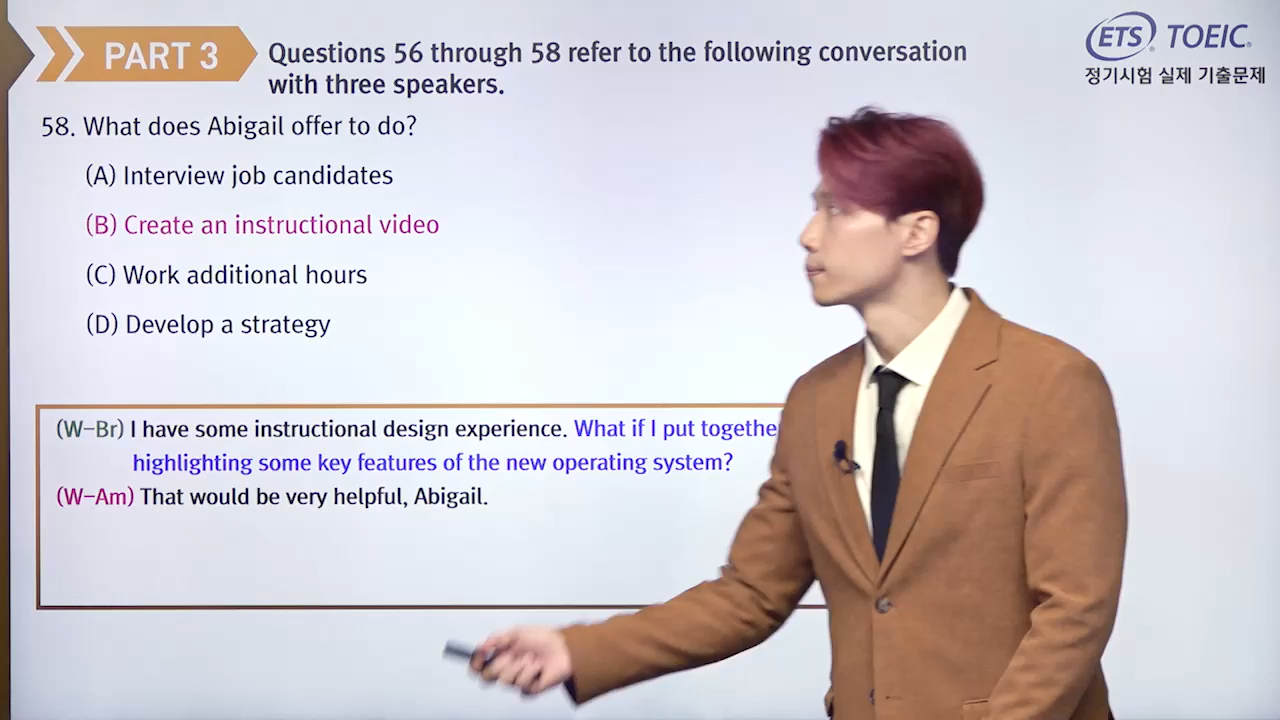 PART 3
Questions 56 through 58 refer to the following conversation
with three speakers.
ETS TOEIC
정기시험 실제 기출문제
58. What does Abigail offer to do?
(A) Interview job candidates
(B) Create an instructional video
(C) Work additional hours
(D) Develop a strategy
(W-Br) I have some instructional design experience. What if I put together
highlighting some key features of the new operating system?
(W-Am) That would be very helpful, Abigail.